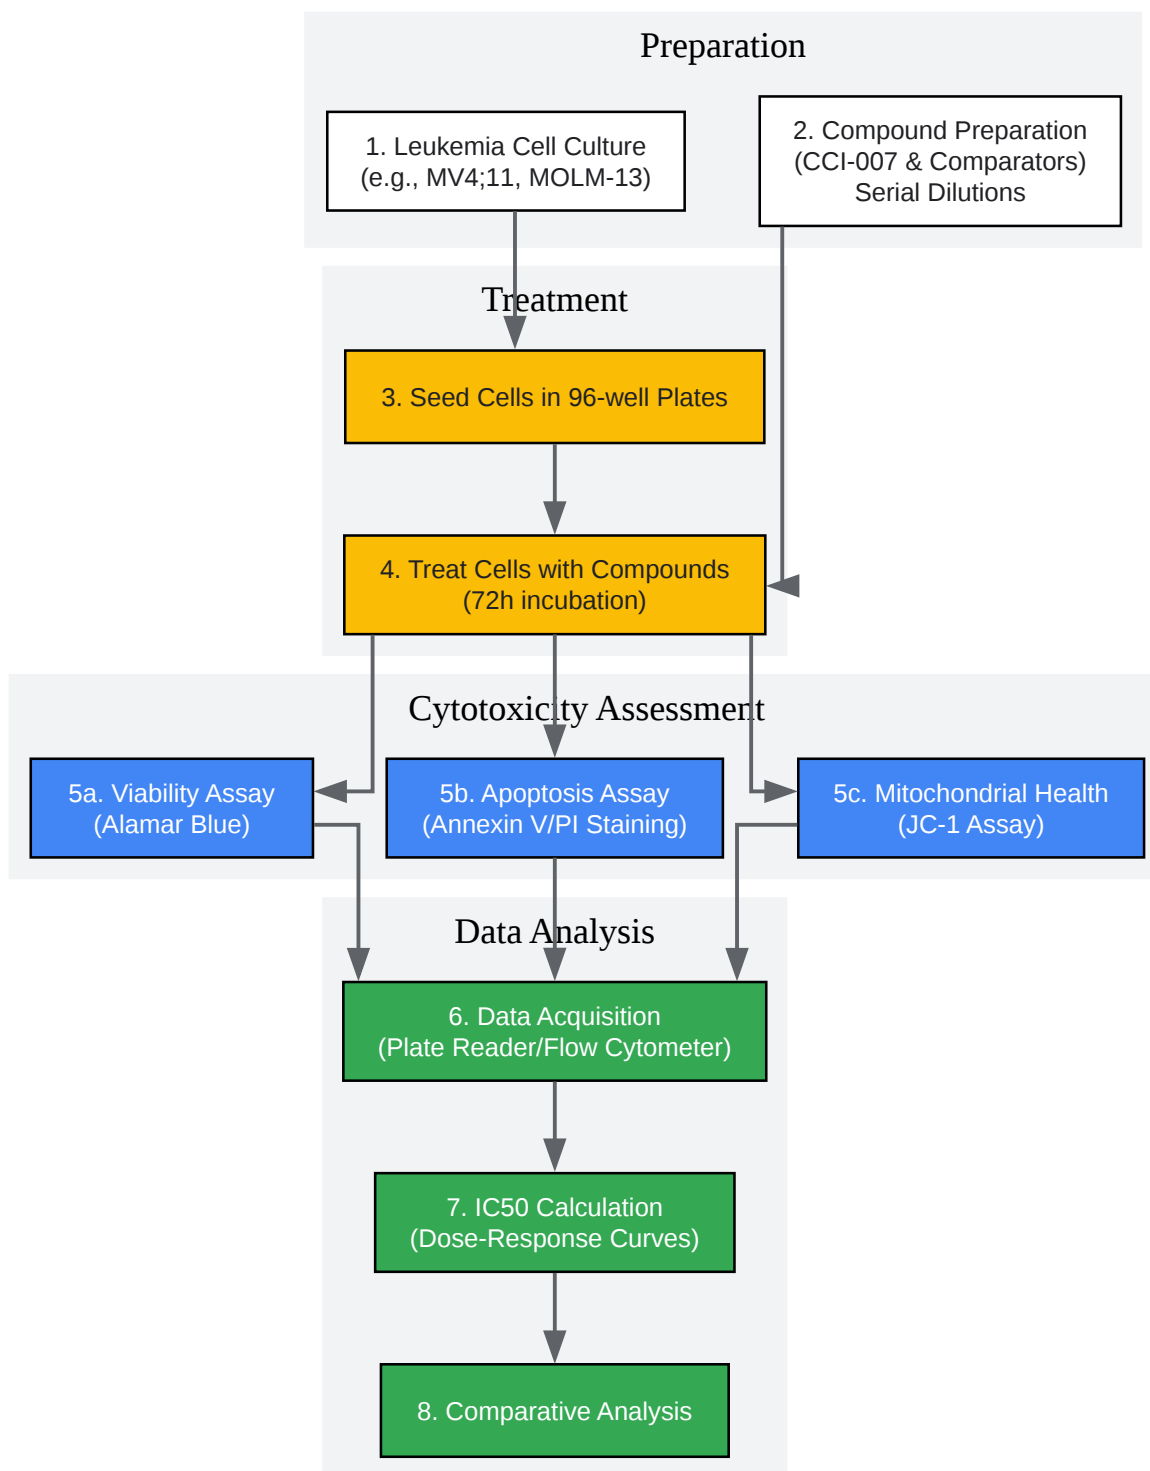 Preparation
1. Leukemia Cell Culture
(e.g., MV4;11, MOLM-13)
2. Compound Preparation
(CCI-007 & Comparators)
Serial Dilutions
Treatment
3. Seed Cells in 96-well Plates
4. Treat Cells with Compounds
(72h incubation)
Cytotoxicity Assessment
5a. Viability Assay
(Alamar Blue)
5b. Apoptosis Assay
(Annexin V/PI Staining)
5c. Mitochondrial Health
(JC-1 Assay)
Data Analysis
6. Data Acquisition
(Plate Reader/Flow Cytometer)
7. IC50 Calculation
(Dose-Response Curves)
8. Comparative Analysis